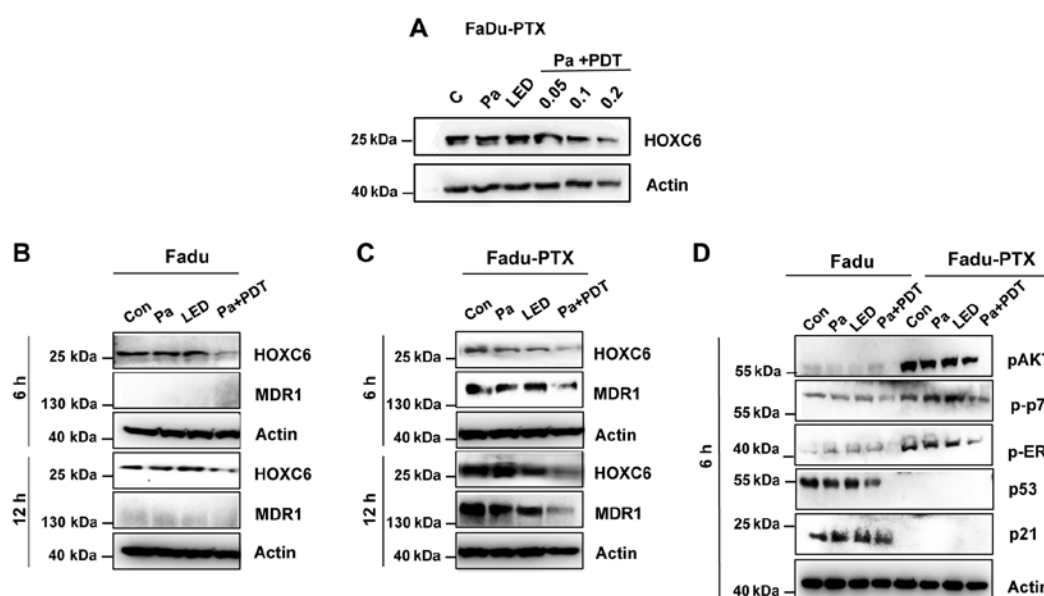 A FaDu-PTX
Pa +PDT
C Pa LED 0.05 0.1 0.2
25 kDa HOXC6
40 kDa Actin
B Fadu
Con Pa LED Pa+PDT
6 h
25 kDa HOXC6
130 kDa MDR1
40 kDa Actin
12 h
25 kDa HOXC6
130 kDa MDR1
40 kDa Actin
C Fadu-PTX
Con Pa LED Pa+PDT
6 h
25 kDa HOXC6
130 kDa MDR1
40 kDa Actin
12 h
25 kDa HOXC6
130 kDa MDR1
40 kDa Actin
D Fadu Fadu-PTX
Con Pa LED Pa+PDT Con Pa LED Pa+PDT
6 h
55 kDa pAKT
55 kDa p-p7
40 kDa p-ER
55 kDa p53
25 kDa p21
40 kDa Actin